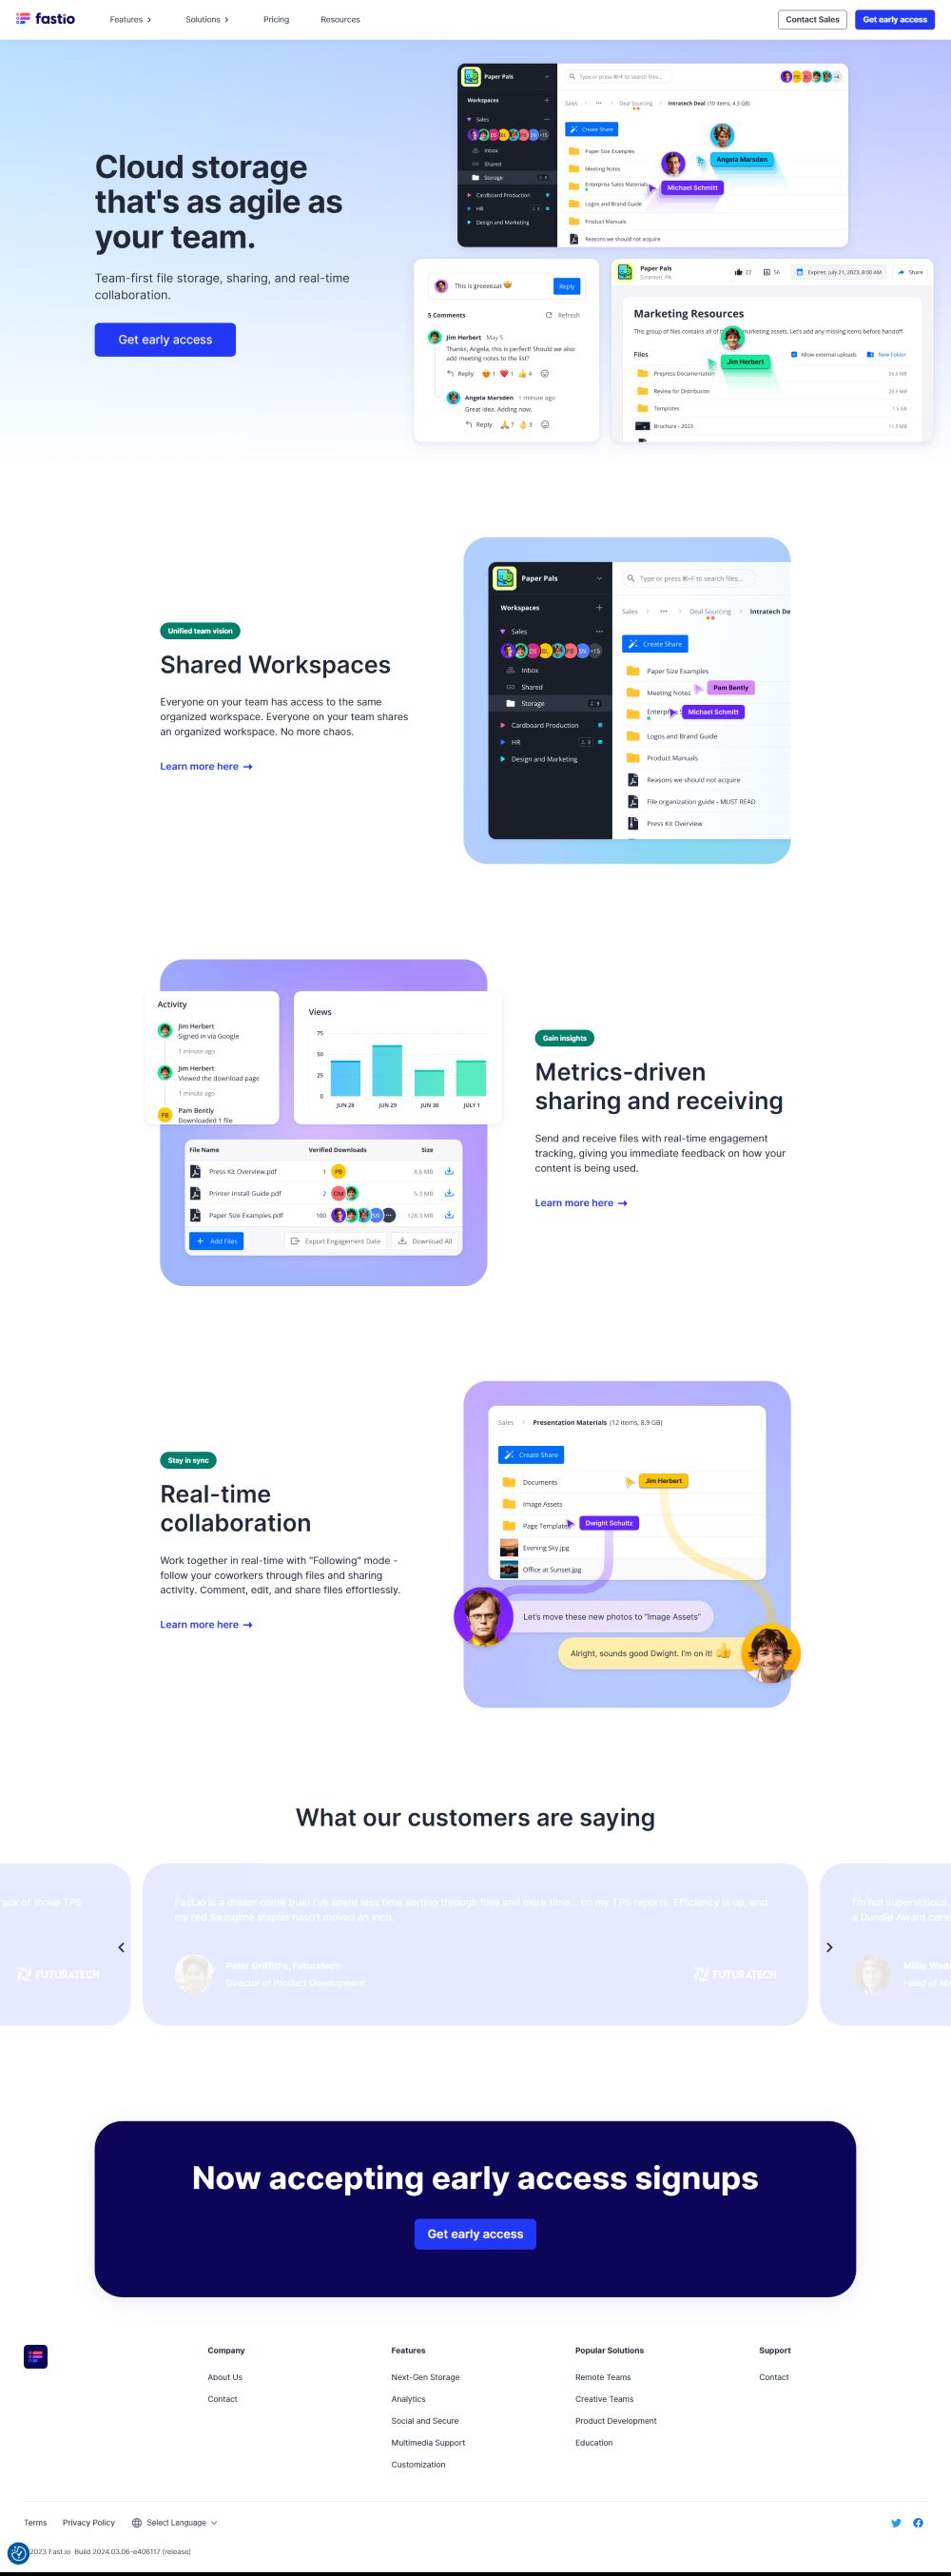 fastio
Features
Solutions
Pricing
Resources
Contact Sales
Get early access
Cloud storage
that's as agile as
your team.
Team-first file storage, sharing, and real-time
collaboration.
Get early access
Paper Pals
Type or press ⌘+F to search files...
+4
Workspaces
Sales
+15
Inbox
Shared
Storage
Cardboard Production
HR
Design and Marketing
Sales
Deal Sourcing
Intratech Deal (10 items, 4.3 GB)
Create Share
Paper Size Examples
Meeting Notes
Enterprise Sales Materials
Logos and Brand Guide
Product Manuals
Reasons we should not acquire
Angela Marsden
Michael Schmitt
This is greeeeaat
Reply
5 Comments
Refresh
Jim Herbert May 5
Thanks, Angela, this is perfect! Should we also
add meeting notes to the list?
Reply 1 1 4
Angela Marsden 1 minute ago
Great idea. Adding now.
Reply 7 3
Paper Pals
Scranton, PA
22
56
Expires: July 21, 2023, 8:00 AM
Share
Marketing Resources
This group of files contains all of marketing assets. Let's add any missing items before handoff.
Jim Herbert
Files
Allow external uploads
New Folder
Prepress Documentation
Review for Distribution
Templates
1.5 GB
Brochure - 2023
11.5 MB
Unified team vision
Shared Workspaces
Everyone on your team has access to the same
organized workspace. Everyone on your team shares
an organized workspace. No more chaos.
Learn more here
Paper Pals
Type or press ⌘+F to search files...
Workspaces
Sales
DS BL PB SN +15
Inbox
Shared
Storage 9
Cardboard Production
HR
Design and Marketing
Sales
Deal Sourcing
Intratech De
Create Share
Paper Size Examples
Meeting Notes
Pam Bently
Enterprise S
Michael Schmitt
Logos and Brand Guide
Product Manuals
Reasons we should not acquire
File organization guide - MUST READ
Press Kit Overview
Activity
Jim Herbert
Signed in via Google
1 minute ago
Jim Herbert
Viewed the download page
1 minute ago
PB
Pam Bently
Downloaded 1 file
Views
75
50
25
0
JUN 28 JUN 29 JUN 30 JULY 1
File Name Verified Downloads Size
Press Kit Overview.pdf 1 PB 8.6 MB
Printer Install Guide.pdf 2 OM 5.3 MB
Paper Size Examples.pdf 100 SN 128.3 MB
Add Files
Export Engagement Date
Download All
Gain insights
Metrics-driven
sharing and receiving
Send and receive files with real-time engagement
tracking, giving you immediate feedback on how your
content is being used.
Learn more here
Stay in sync
Real-time
collaboration
Work together in real-time with "Following" mode -
follow your coworkers through files and sharing
activity. Comment, edit, and share files effortlessly.
Learn more here
Sales
Presentation Materials (12 items, 8.9 GB)
Create Share
Documents
Jim Herbert
Image Assets
Page Template
Dwight Schultz
Evening Sky.jpg
Office at Sunset.jpg
Let's move these new photos to "Image Assets"
Alright, sounds good Dwight. I'm on it!
What our customers are saying
rack of those TPS
FUTURATECH
Fast.io is a dream come true! I've spent less time sorting through files and more time... on my TPS reports. Efficiency is up, and
my red Swingline stapler hasn't moved an inch.
Peter Griffiths, Futuratech
Director of Product Development
FUTURATECH
I'm not superstitious,
a Dundie Award cere
Millie Wad
Head of Ma
Now accepting early access signups
Get early access
Company
About Us
Contact
Features
Next-Gen Storage
Analytics
Social and Secure
Multimedia Support
Customization
Popular Solutions
Remote Teams
Creative Teams
Product Development
Education
Support
Contact
Terms
Privacy Policy
Select Language
2023 Fast.io Build 2024.03.06-e406117 (release)